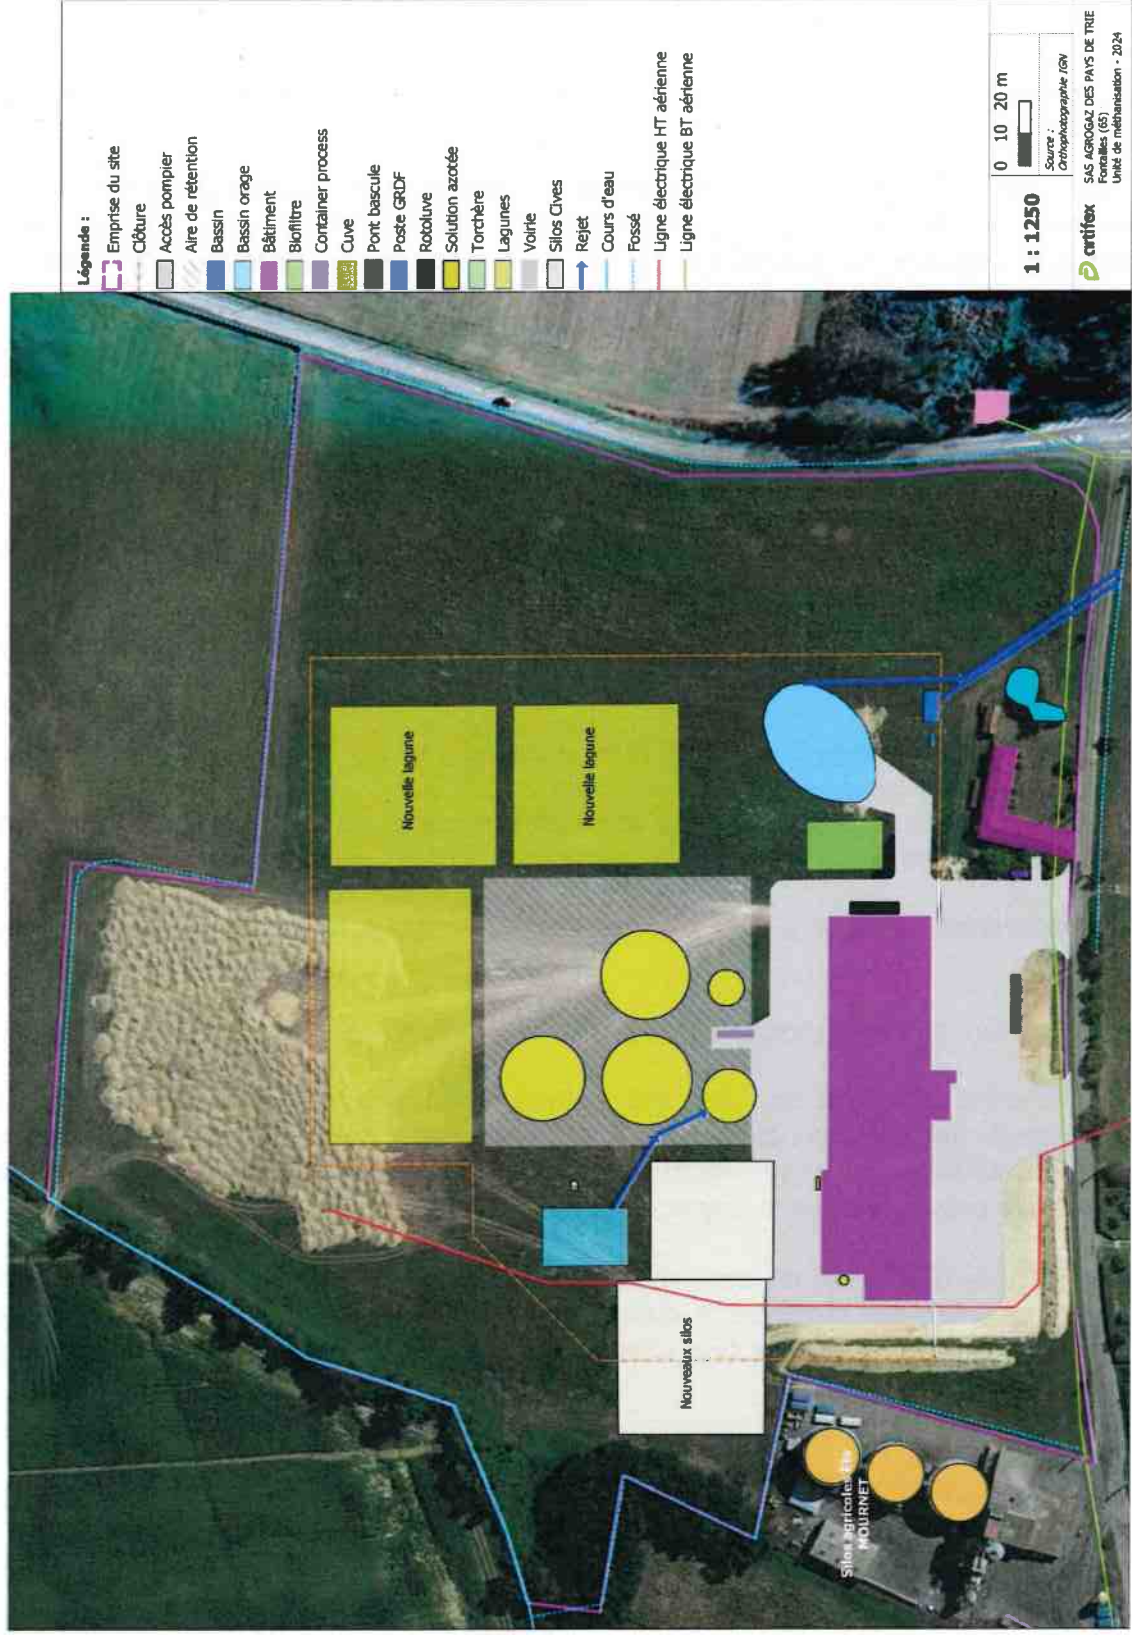 Légende :
Emprise du site
Clôture
Accès pompier
Aire de rétention
Bassin
Bassin orage
Bâtiment
Biofiltre
Container process
Cuve
Pont bascule
Poste GRDF
Rotoluve
Solution azotée
Torchère
Lagunes
Voirie
Silos Cives
Rejet
Cours d'eau
Fossé
Ligne électrique HT aérienne
Ligne électrique BT aérienne
1 : 1250
0 10 20 m
Source :
Orthophotographie IGN
artifex
SAS AGROGAZ DES PAYS DE TRIE
Fontrailles (65)
Unité de méthanisation - 2024
Nouvelle lagune
Nouvelle lagune
Nouveaux silos
Silos agricoles
MOURNET